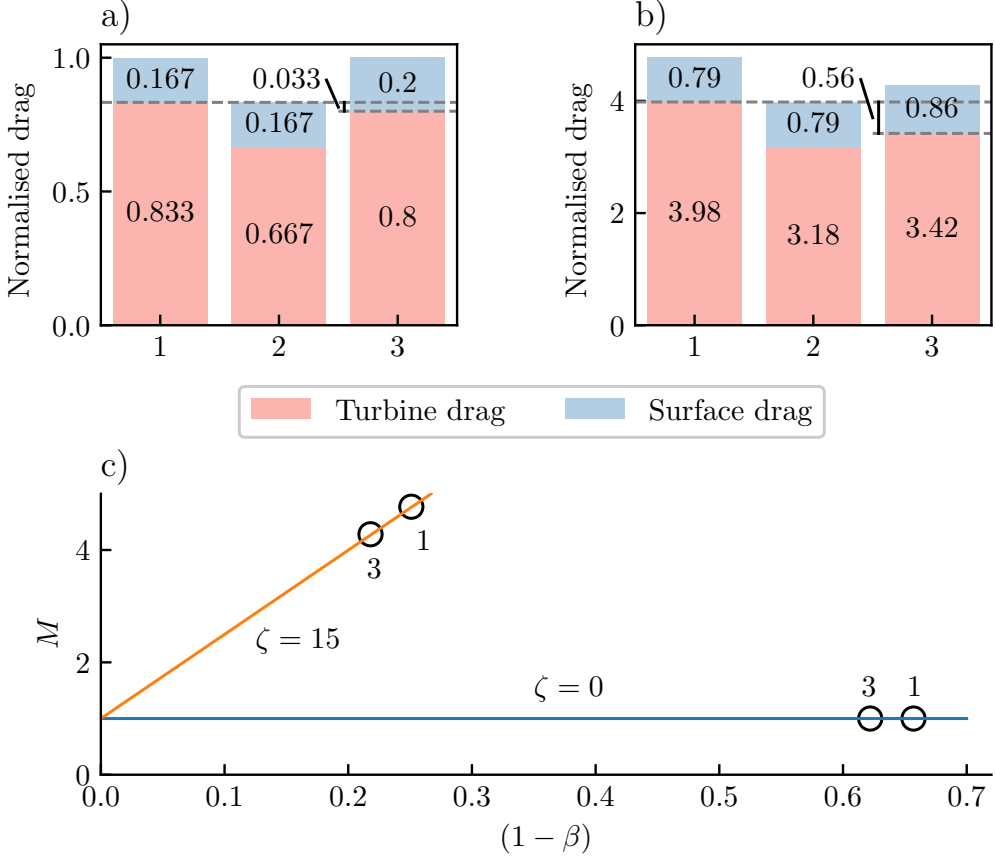 a)
b)
Normalised drag
1.0
0.5
0.0
0.167
0.833
0.033
0.167
0.667
0.2
0.8
1 2 3
Normalised drag
4
2
0
0.79
3.98
0.56
0.79
3.18
0.86
3.42
1 2 3
Turbine drag Surface drag
c)
M
4
2
0
3
1
ζ = 15
ζ = 0
3 1
0.0 0.1 0.2 0.3 0.4 0.5 0.6 0.7
(1 − β)